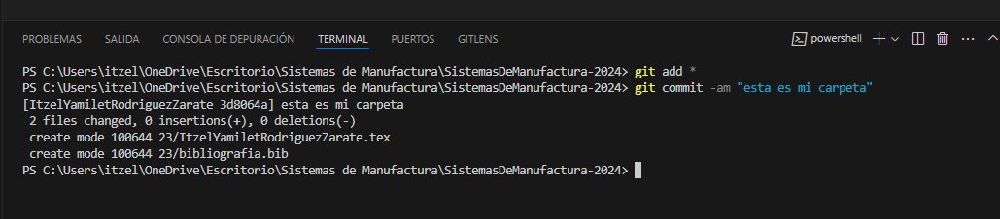 PROBLEMAS SALIDA CONSOLA DE DEPURACIÓN TERMINAL PUERTOS GITLENS powershell
PS C:\Users\itzel\OneDrive\Escritorio\Sistemas de Manufactura\SistemasDeManufactura-2024> git add *
PS C:\Users\itzel\OneDrive\Escritorio\Sistemas de Manufactura\SistemasDeManufactura-2024> git commit -am "esta es mi carpeta"
[ItzelYamiletRodriguezZarate 3d8064a] esta es mi carpeta
2 files changed, 0 insertions(+), 0 deletions(-)
create mode 100644 23/ItzelYamiletRodriguezZarate.tex
create mode 100644 23/bibliografia.bib
PS C:\Users\itzel\OneDrive\Escritorio\Sistemas de Manufactura\SistemasDeManufactura-2024>